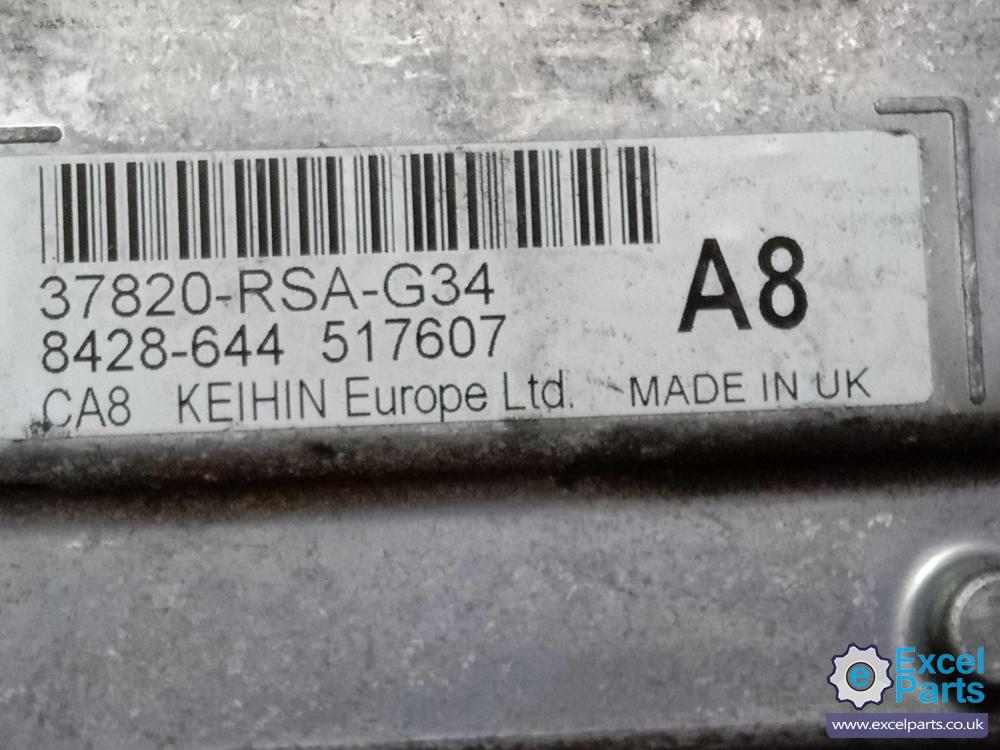 37820-RSA-G34
8428-644 517607
A8
CA8 KEIHIN Europe Ltd. MADE IN UK
e Excel Parts
www.excelparts.co.uk